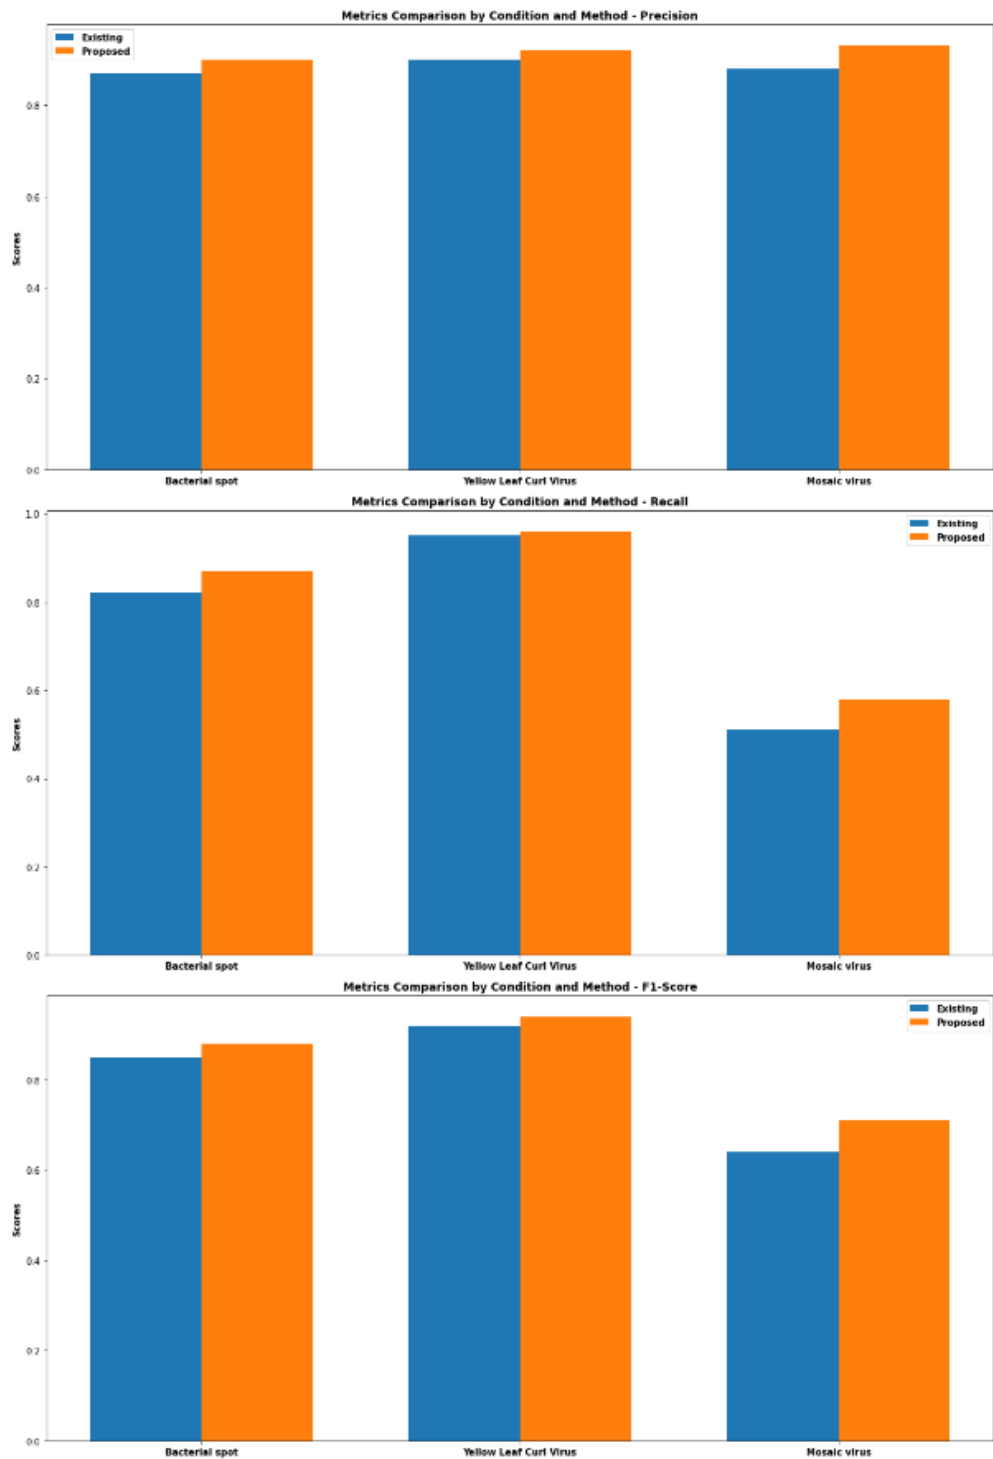 Metrics Comparison by Condition and Method - Precision
Existing
Proposed
0.8
0.6
Scores
0.4
0.2
0.0
Bacterial spot Yellow Leaf Curl Virus Mosaic virus
Metrics Comparison by Condition and Method - Recall
1.0
Existing
Proposed
0.8
0.6
Scores
0.4
0.2
0.0
Bacterial spot Yellow Leaf Curl Virus Mosaic virus
Metrics Comparison by Condition and Method - F1-Score
Existing
Proposed
0.8
0.6
Scores
0.4
0.2
0.0
Bacterial spot Yellow Leaf Curl Virus Mosaic virus